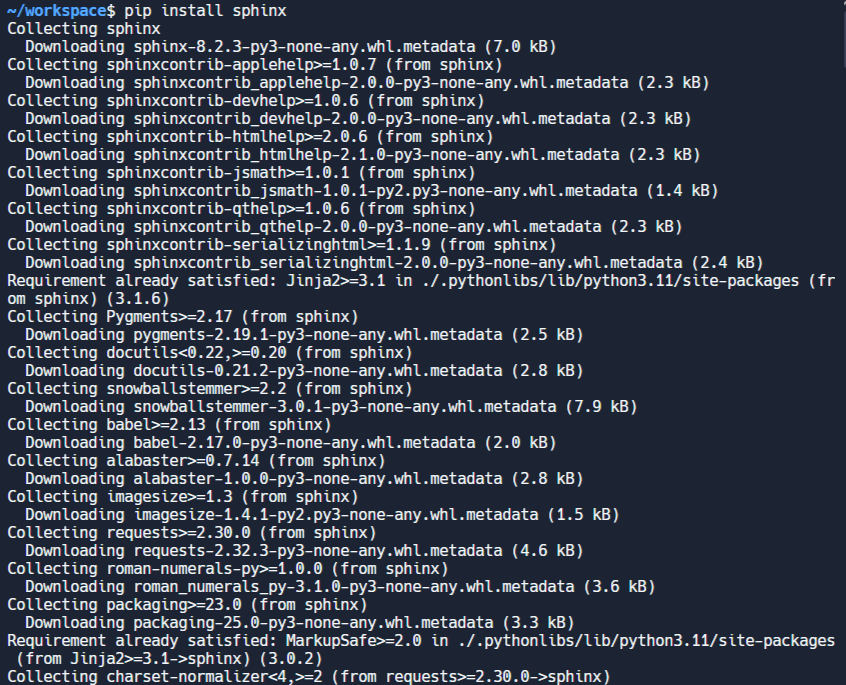 ~/workspace$ pip install sphinx
Collecting sphinx
  Downloading sphinx-8.2.3-py3-none-any.whl.metadata (7.0 kB)
Collecting sphinxcontrib-applehelp>=1.0.7 (from sphinx)
  Downloading sphinxcontrib_applehelp-2.0.0-py3-none-any.whl.metadata (2.3 kB)
Collecting sphinxcontrib-devhelp>=1.0.6 (from sphinx)
  Downloading sphinxcontrib_devhelp-2.0.0-py3-none-any.whl.metadata (2.3 kB)
Collecting sphinxcontrib-htmlhelp>=2.0.6 (from sphinx)
  Downloading sphinxcontrib_htmlhelp-2.1.0-py3-none-any.whl.metadata (2.3 kB)
Collecting sphinxcontrib-jsmath>=1.0.1 (from sphinx)
  Downloading sphinxcontrib_jsmath-1.0.1-py2.py3-none-any.whl.metadata (1.4 kB)
Collecting sphinxcontrib-qthelp>=1.0.6 (from sphinx)
  Downloading sphinxcontrib_qthelp-2.0.0-py3-none-any.whl.metadata (2.3 kB)
Collecting sphinxcontrib-serializinghtml>=1.1.9 (from sphinx)
  Downloading sphinxcontrib_serializinghtml-2.0.0-py3-none-any.whl.metadata (2.4 kB)
Requirement already satisfied: Jinja2>=3.1 in ./.pythonlibs/lib/python3.11/site-packages (fr
om sphinx) (3.1.6)
Collecting Pygments>=2.17 (from sphinx)
  Downloading pygments-2.19.1-py3-none-any.whl.metadata (2.5 kB)
Collecting docutils<0.22,>=0.20 (from sphinx)
  Downloading docutils-0.21.2-py3-none-any.whl.metadata (2.8 kB)
Collecting snowballstemmer>=2.2 (from sphinx)
  Downloading snowballstemmer-3.0.1-py3-none-any.whl.metadata (7.9 kB)
Collecting babel>=2.13 (from sphinx)
  Downloading babel-2.17.0-py3-none-any.whl.metadata (2.0 kB)
Collecting alabaster>=0.7.14 (from sphinx)
  Downloading alabaster-1.0.0-py3-none-any.whl.metadata (2.8 kB)
Collecting imagesize>=1.3 (from sphinx)
  Downloading imagesize-1.4.1-py2.py3-none-any.whl.metadata (1.5 kB)
Collecting requests>=2.30.0 (from sphinx)
  Downloading requests-2.32.3-py3-none-any.whl.metadata (4.6 kB)
Collecting roman-numerals-py>=1.0.0 (from sphinx)
  Downloading roman_numerals_py-3.1.0-py3-none-any.whl.metadata (3.6 kB)
Collecting packaging>=23.0 (from sphinx)
  Downloading packaging-25.0-py3-none-any.whl.metadata (3.3 kB)
Requirement already satisfied: MarkupSafe>=2.0 in ./.pythonlibs/lib/python3.11/site-packages
 (from Jinja2>=3.1->sphinx) (3.0.2)
Collecting charset-normalizer<4,>=2 (from requests>=2.30.0->sphinx)